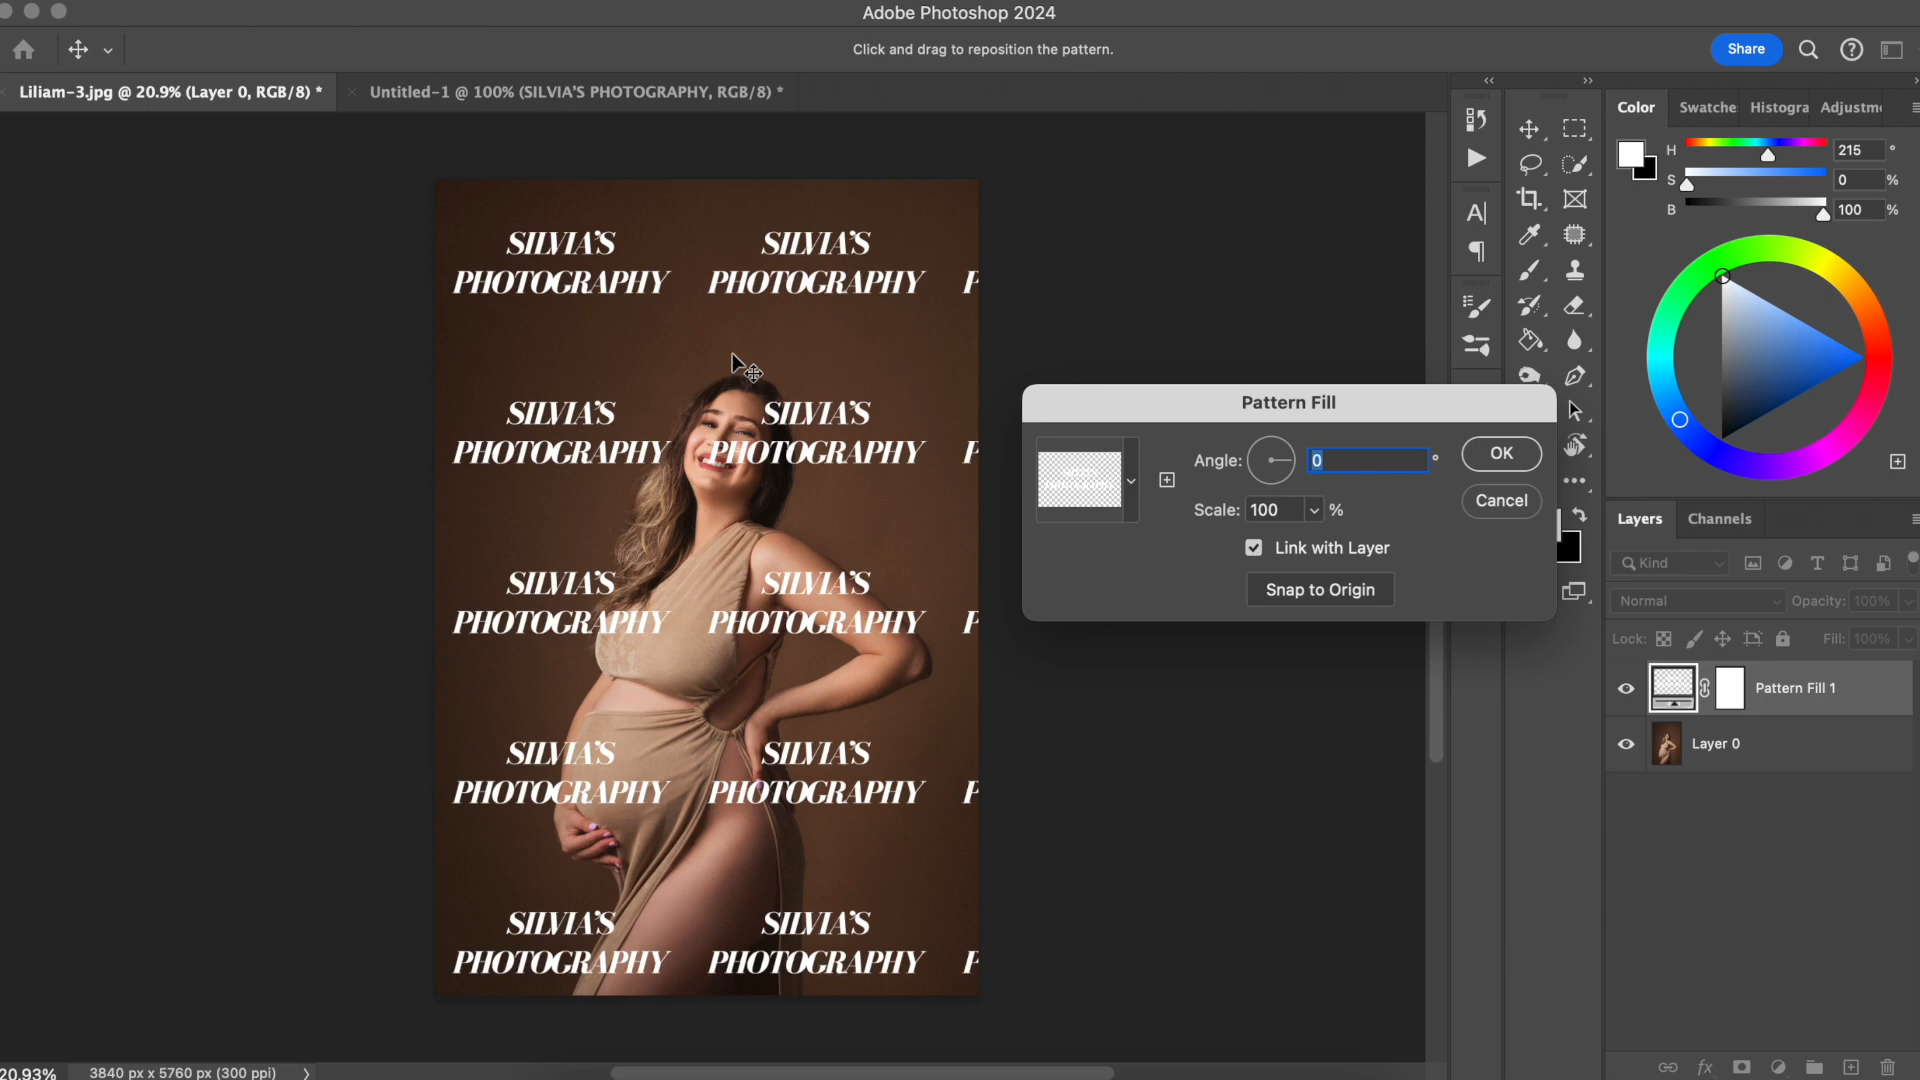 Adobe Photoshop 2024
Click and drag to reposition the pattern.
Share
Liliam-3.jpg @ 20.9% (Layer 0, RGB/8) *
Untitled-1 @ 100% (SILVIA'S PHOTOGRAPHY, RGB/8) *
Color
Swatche
Histogra
Adjustm
H
215
°
S
0
%
B
100
%
SILVIA'S SILVIA'S
PHOTOGRAPHY PHOTOGRAPHY P
SILVIA'S SILVIA'S
PHOTOGRAPHY PHOTOGRAPHY P
SILVIA'S SILVIA'S
PHOTOGRAPHY PHOTOGRAPHY P
SILVIA'S SILVIA'S
PHOTOGRAPHY PHOTOGRAPHY P
SILVIA'S SILVIA'S
PHOTOGRAPHY PHOTOGRAPHY P
Pattern Fill
Angle: 0 °
OK
Scale: 100 %
Cancel
Link with Layer
Snap to Origin
Layers
Channels
Kind
Normal
Opacity: 100%
Lock:
Fill: 100%
Pattern Fill 1
Layer 0
20.93%
3840 px x 5760 px (300 ppi)